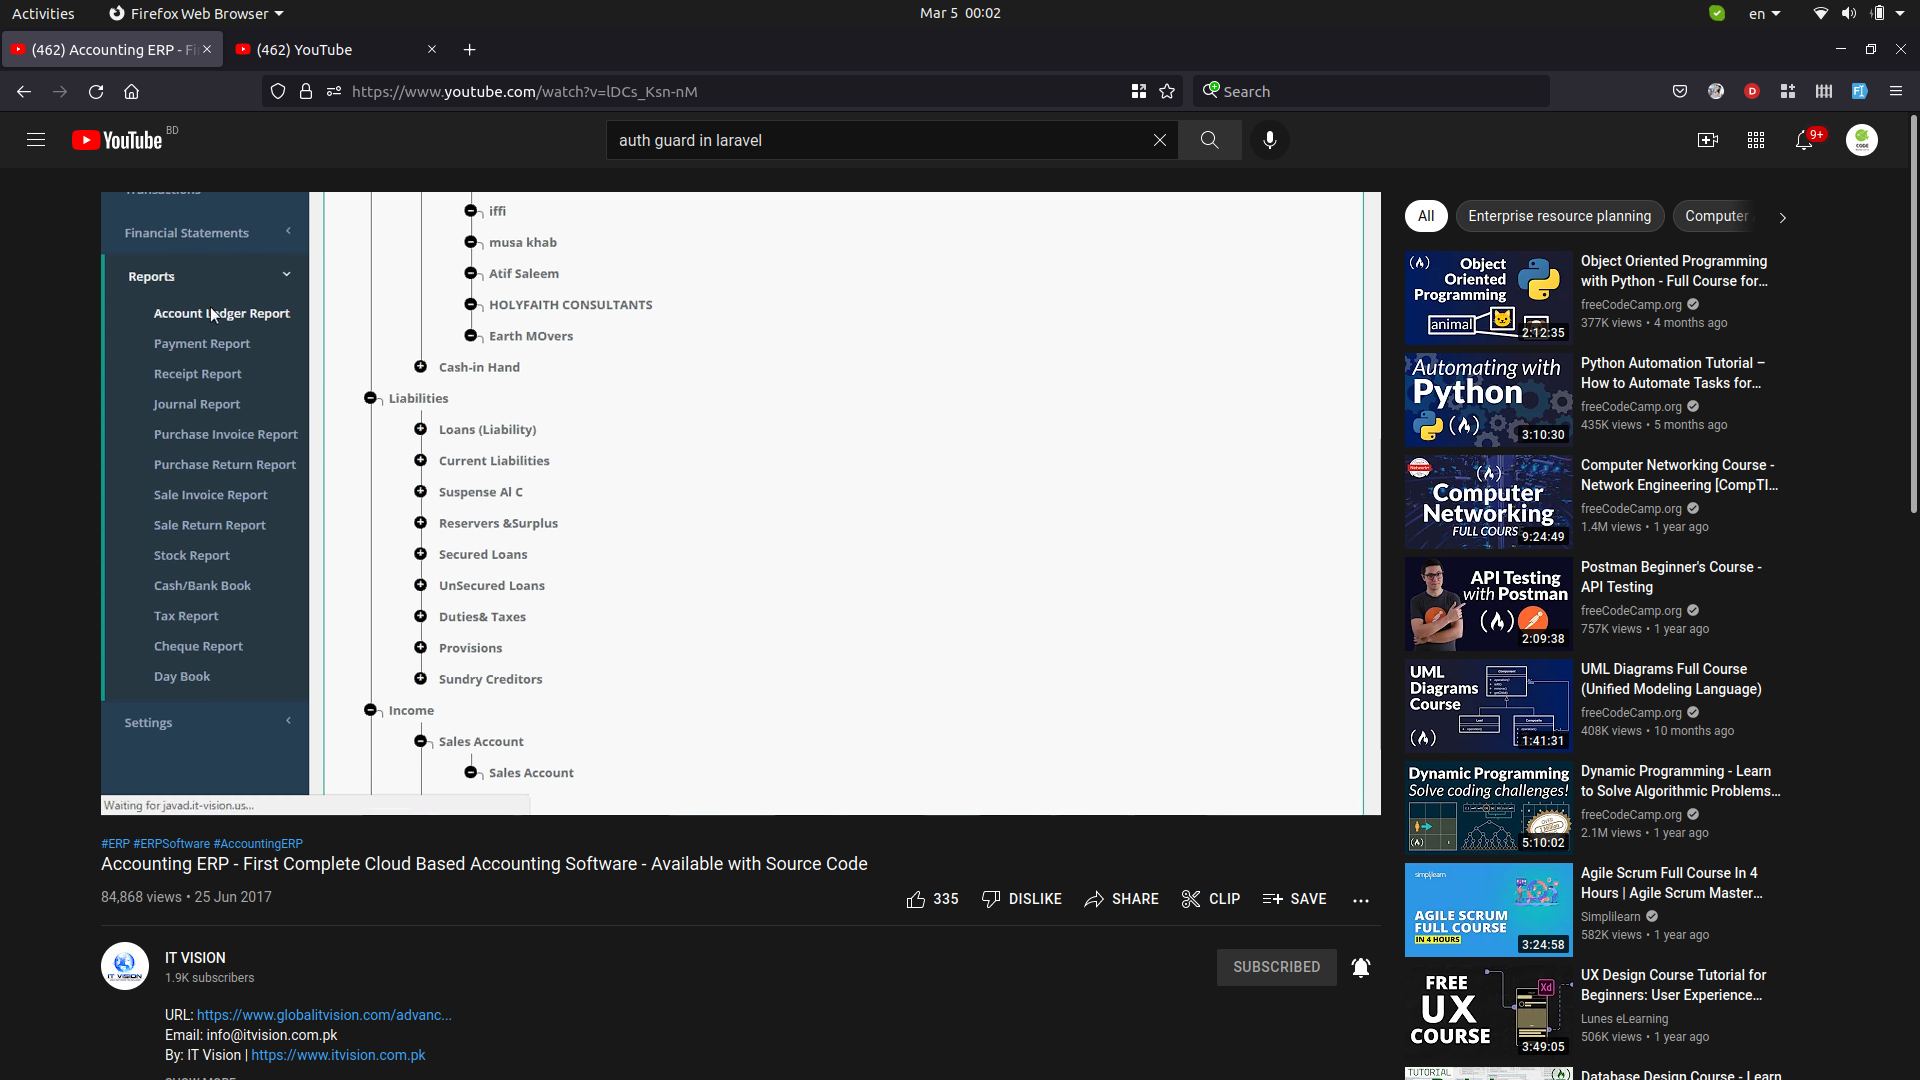 Activities
Firefox Web Browser
Mar 5 00:02
en
(462) Accounting ERP - Fi
(462) YouTube
https://www.youtube.com/watch?v=lDCs_Ksn-nM
Search
YouTube BD
auth guard in laravel
9+
Financial Statements
Reports
Account Ledger Report
Payment Report
Receipt Report
Journal Report
Purchase Invoice Report
Purchase Return Report
Sale Invoice Report
Sale Return Report
Stock Report
Cash/Bank Book
Tax Report
Cheque Report
Day Book
Settings
iffi
musa khab
Atif Saleem
HOLYFAITH CONSULTANTS
Earth MOvers
Cash-in Hand
Liabilities
Loans (Liability)
Current Liabilities
Suspense Al C
Reservers &Surplus
Secured Loans
UnSecured Loans
Duties& Taxes
Provisions
Sundry Creditors
Income
Sales Account
Sales Account
Waiting for javad.it-vision.us...
#ERP #ERPSoftware #AccountingERP
Accounting ERP - First Complete Cloud Based Accounting Software - Available with Source Code
84,868 views • 25 Jun 2017
335
DISLIKE
SHARE
CLIP
SAVE
IT VISION
IT VISION
1.9K subscribers
SUBSCRIBED
URL: https://www.globalitvision.com/advanc...
Email: info@itvision.com.pk
By: IT Vision | https://www.itvision.com.pk
All
Enterprise resource planning
Computer
Object
Oriented
Programming
animal
2:12:35
Object Oriented Programming
with Python - Full Course for...
freeCodeCamp.org
377K views • 4 months ago
Automating with
Python
3:10:30
Python Automation Tutorial –
How to Automate Tasks for...
freeCodeCamp.org
435K views • 5 months ago
Computer
Networking
FULL COURS
9:24:49
Computer Networking Course -
Network Engineering [CompTI...
freeCodeCamp.org
1.4M views • 1 year ago
API Testing
with Postman
2:09:38
Postman Beginner's Course -
API Testing
freeCodeCamp.org
757K views • 1 year ago
UML
Diagrams
Course
1:41:31
UML Diagrams Full Course
(Unified Modeling Language)
freeCodeCamp.org
408K views • 10 months ago
Dynamic Programming
Solve coding challenges!
5:10:02
Dynamic Programming - Learn
to Solve Algorithmic Problems...
freeCodeCamp.org
2.1M views • 1 year ago
simplilearn
AGILE SCRUM
FULL COURSE
IN 4 HOURS
3:24:58
Agile Scrum Full Course In 4
Hours | Agile Scrum Master...
Simplilearn
582K views • 1 year ago
FREE
UX
COURSE
Xd
3:49:05
UX Design Course Tutorial for
Beginners: User Experience...
Lunes eLearning
506K views • 1 year ago
TUTORIAL
Database Design Course - Learn